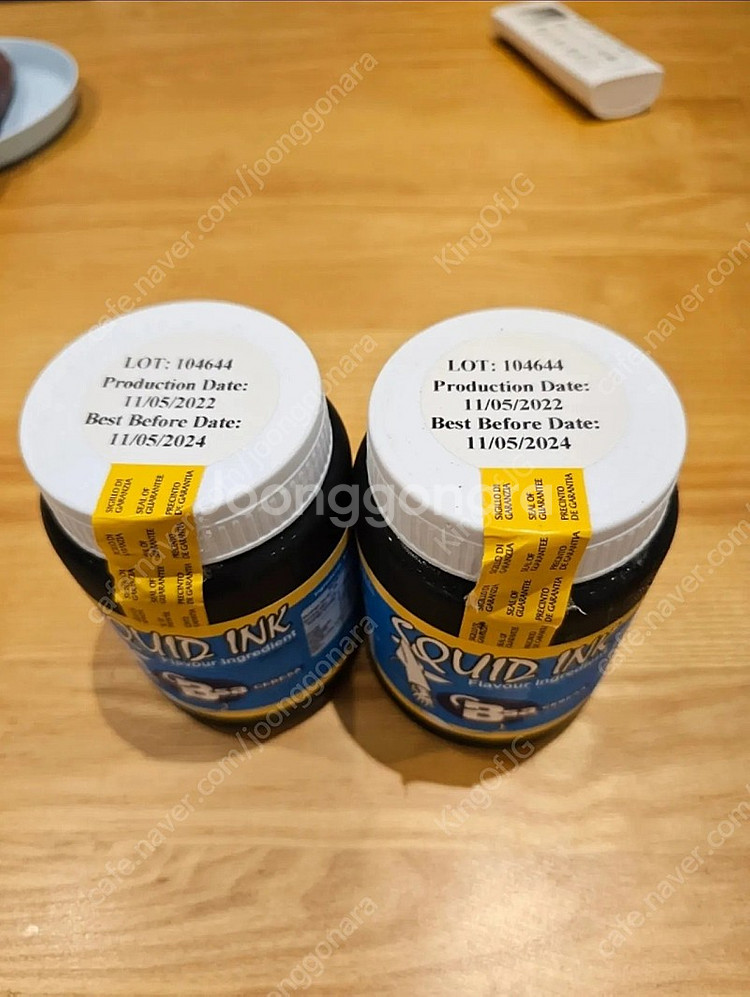 LOT: 104644
Production Date:
11/05/2022
Best Before Date:
11/05/2024
SIGILLO DI GARANZIA
SEAL OF GUARANTEE
PRECINTO DE GARANTIA
SQUID INK
Flavour ingredient
LOT: 104644
Production Date:
11/05/2022
Best Before Date:
11/05/2024
SIGILLO DI GARANZIA
SEAL OF GUARANTEE
PRECINTO DE GARANTIA
SQUID INK
Flavour ingredient
joonggonara
cafe.naver.com/joonggonara
KingOfJG